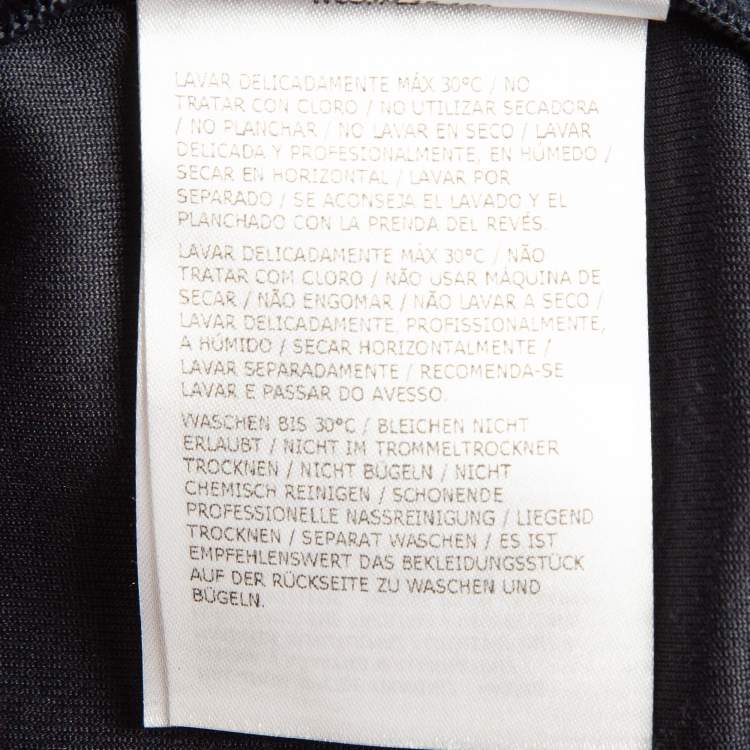 LAVAR DELICADAMENTE MÁX 30°C / NO
TRATAR CON CLORO / NO UTILIZAR SECADORA
/ NO PLANCHAR / NO LAVAR EN SECO / LAVAR
DELICADA Y PROFESIONALMENTE, EN HÚMEDO /
SECAR EN HORIZONTAL / LAVAR POR
SEPARADO / SE ACONSEJA EL LAVADO Y EL
PLANCHADO CON LA PRENDA DEL REVÉS.
LAVAR DELICADAMENTE MÁX 30°C / NÃO
TRATAR COM CLORO / NÃO USAR MÁQUINA DE
SECAR / NÃO ENGOMAR / NÃO LAVAR A SECO /
LAVAR DELICADAMENTE, PROFISSIONALMENTE,
A HÚMIDO / SECAR HORIZONTALMENTE /
LAVAR SEPARADAMENTE / RECOMENDA-SE
LAVAR E PASSAR DO AVESSO.
WASCHEN BIS 30°C / BLEICHEN NICHT
ERLAUBT / NICHT IM TROMMELTROCKNER
TROCKNEN / NICHT BÜGELN / NICHT
CHEMISCH REINIGEN / SCHONENDE
PROFESSIONELLE NASSREINIGUNG / LIEGEND
TROCKNEN / SEPARAT WASCHEN / ES IST
EMPFEHLENSWERT DAS BEKLEIDUNGSSTÜCK
AUF DER RÜCKSEITE ZU WASCHEN UND
BÜGELN.